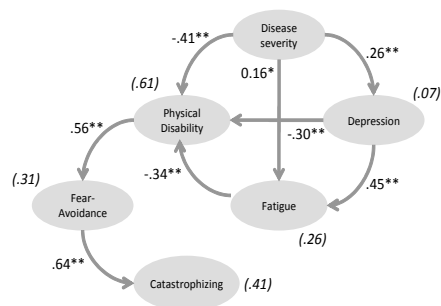 Disease
severity
-.41**
.26**
0.16*
(.61)
(.07)
Physical
Disability
Depression
.56**
-.30**
(.31)
-.34**
.45**
Fear-
Avoidance
Fatigue
(.26)
.64**
Catastrophizing
(.41)